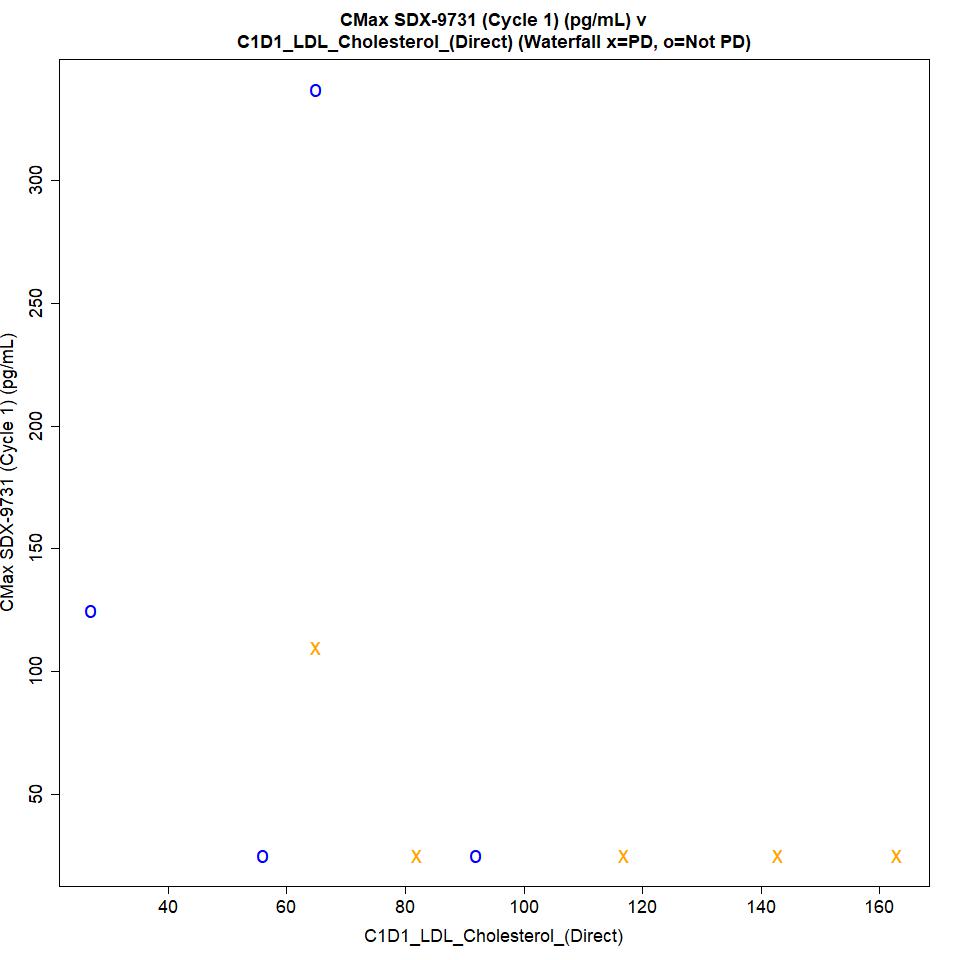 CMax SDX-9731 (Cycle 1) (pg/mL) v
C1D1_LDL_Cholesterol_(Direct) (Waterfall x=PD, o=Not PD)
CMax SDX-9731 (Cycle 1) (pg/mL)
300
250
200
150
100
50
o
o
x
o
x
o
x
x
x
40
60
80
100
120
140
160
C1D1_LDL_Cholesterol_(Direct)